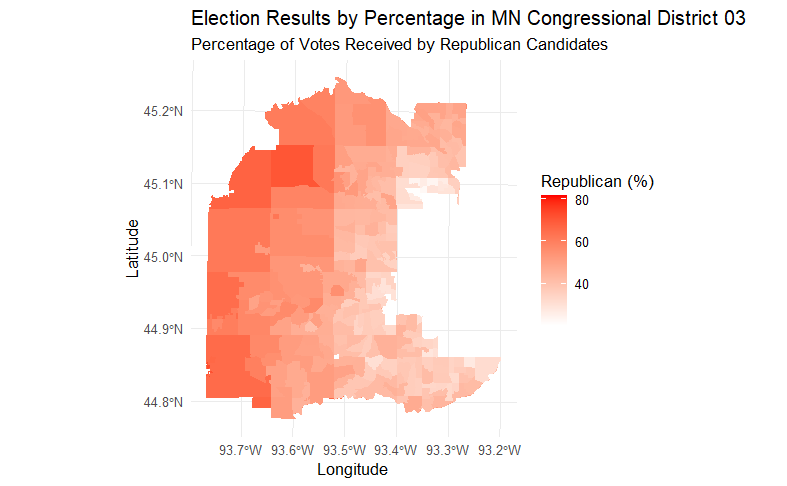 Election Results by Percentage in MN Congressional District 03
Percentage of Votes Received by Republican Candidates
45.2°N
45.1°N
45.0°N
44.9°N
44.8°N
Latitude
93.7°W 93.6°W 93.5°W 93.4°W 93.3°W 93.2°W
Longitude
Republican (%)
80
60
40